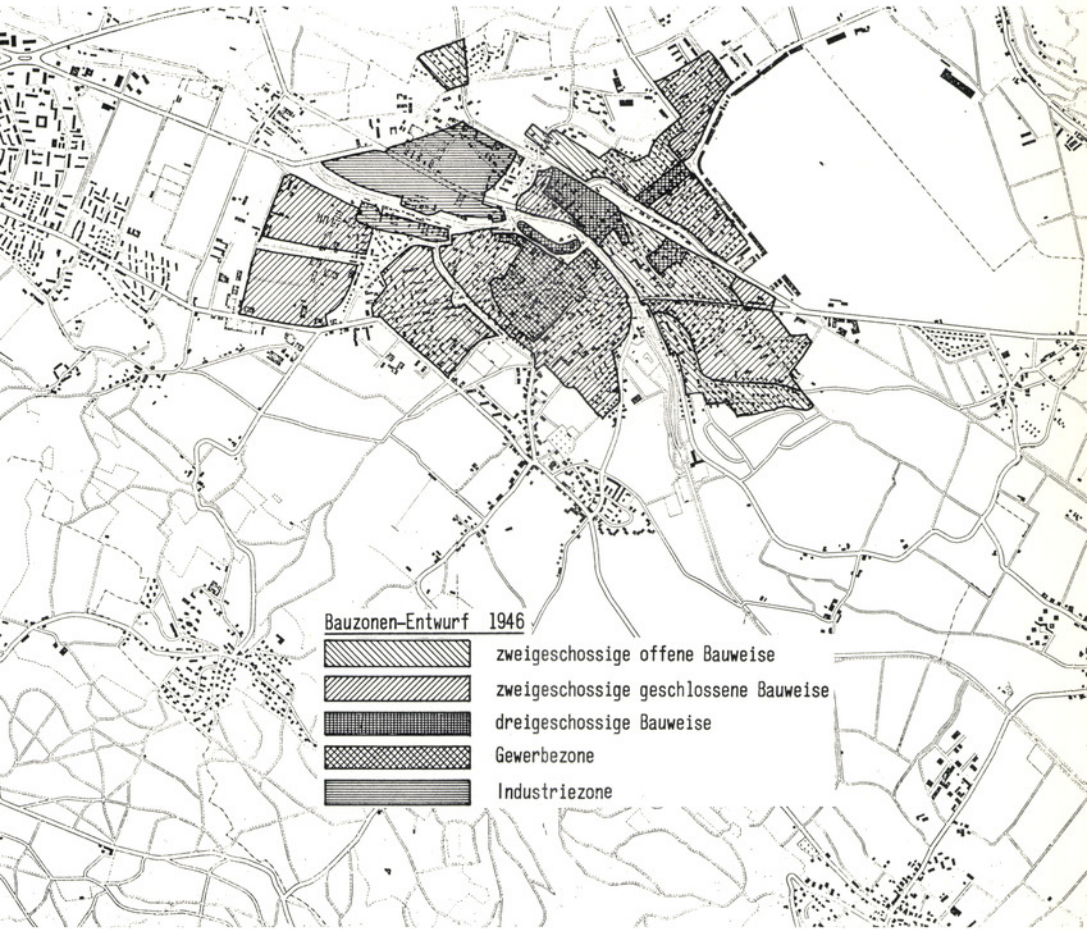 Bauzonen-Entwurf 1946
zweigeschossige offene Bauweise
zweigeschossige geschlossene Bauweise
dreigeschossige Bauweise
Gewerbezone
Industriezone